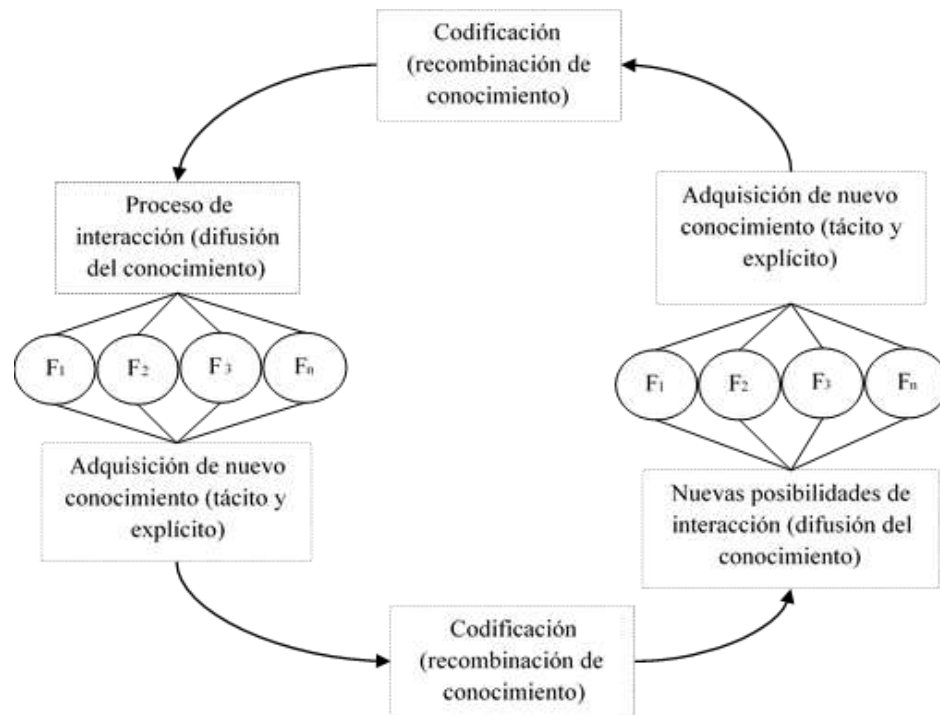 Codificación
(recombinación de
conocimiento)
Proceso de
interacción (difusión
del conocimiento)
F1 F2 F3 Fn
Adquisición de nuevo
conocimiento (tácito y
explícito)
Codificación
(recombinación de
conocimiento)
Nuevas posibilidades de
interacción (difusión del
conocimiento)
F1 F2 F3 Fn
Adquisición de nuevo
conocimiento (tácito y
explícito)